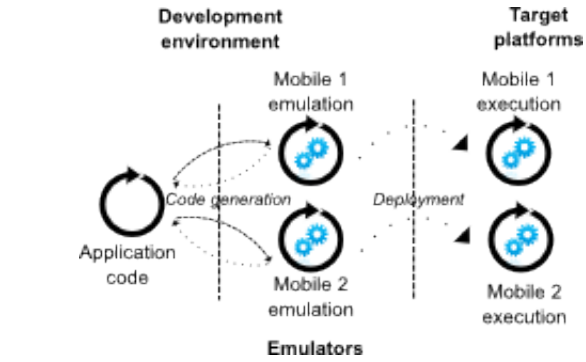 Development
environment
Target
platforms
Mobile 1
emulation
Mobile 1
execution
Code generation
Deployment
Application
code
Mobile 2
emulation
Mobile 2
execution
Emulators